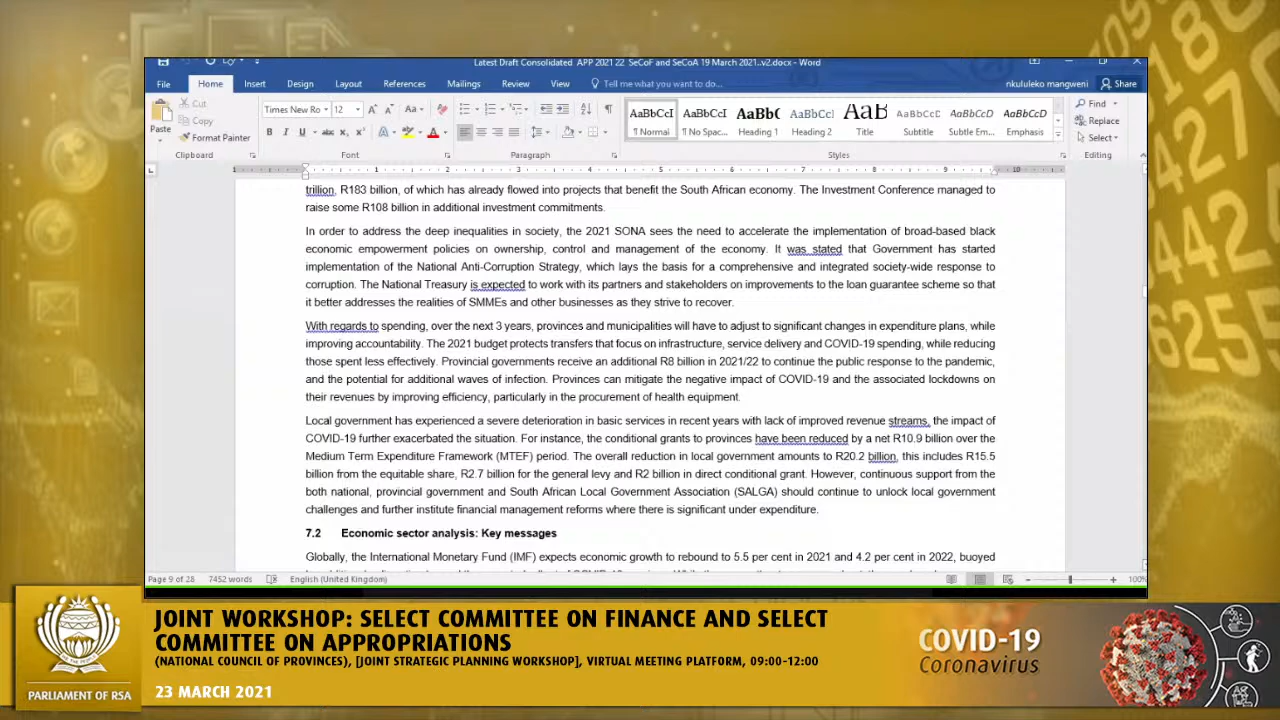 Latest Draft Consolidated APP 2021 22 SeCoF and SeCoA 19 March 2021..v2.docx - Word
File Home Insert Design Layout References Mailings Review View Tell me what you want to do... nkululeko mangweni Share
Cut
Copy
Paste
Format Painter
Times New Ro 12
AaBbCcI AaBbCcI AaBbC AaBbCcI AaB AaBbCcD AaBbCcD AaBbCcD
¶ Normal ¶ No Spac... Heading 1 Heading 2 Title Subtitle Subtle Em... Emphasis
Find
Replace
Select
Clipboard Font Paragraph Styles Editing
1 1 2 3 4 5 6 7 8 9 10
trillion, R183 billion, of which has already flowed into projects that benefit the South African economy. The Investment Conference managed to
raise some R108 billion in additional investment commitments.
In order to address the deep inequalities in society, the 2021 SONA sees the need to accelerate the implementation of broad-based black
economic empowerment policies on ownership, control and management of the economy. It was stated that Government has started
implementation of the National Anti-Corruption Strategy, which lays the basis for a comprehensive and integrated society-wide response to
corruption. The National Treasury is expected to work with its partners and stakeholders on improvements to the loan guarantee scheme so that
it better addresses the realities of SMMEs and other businesses as they strive to recover.
With regards to spending, over the next 3 years, provinces and municipalities will have to adjust to significant changes in expenditure plans, while
improving accountability. The 2021 budget protects transfers that focus on infrastructure, service delivery and COVID-19 spending, while reducing
those spent less effectively. Provincial governments receive an additional R8 billion in 2021/22 to continue the public response to the pandemic,
and the potential for additional waves of infection. Provinces can mitigate the negative impact of COVID-19 and the associated lockdowns on
their revenues by improving efficiency, particularly in the procurement of health equipment.
Local government has experienced a severe deterioration in basic services in recent years with lack of improved revenue streams, the impact of
COVID-19 further exacerbated the situation. For instance, the conditional grants to provinces have been reduced by a net R10.9 billion over the
Medium Term Expenditure Framework (MTEF) period. The overall reduction in local government amounts to R20.2 billion, this includes R15.5
billion from the equitable share, R2.7 billion for the general levy and R2 billion in direct conditional grant. However, continuous support from the
both national, provincial government and South African Local Government Association (SALGA) should continue to unlock local government
challenges and further institute financial management reforms where there is significant under expenditure.
7.2 Economic sector analysis: Key messages
Globally, the International Monetary Fund (IMF) expects economic growth to rebound to 5.5 per cent in 2021 and 4.2 per cent in 2022, buoyed
Page 9 of 28 7452 words English (United Kingdom) 100%
JOINT WORKSHOP: SELECT COMMITTEE ON FINANCE AND SELECT
COMMITTEE ON APPROPRIATIONS
(NATIONAL COUNCIL OF PROVINCES), [JOINT STRATEGIC PLANNING WORKSHOP], VIRTUAL MEETING PLATFORM, 09:00-12:00
23 MARCH 2021
PARLIAMENT OF RSA
COVID-19
Coronavirus